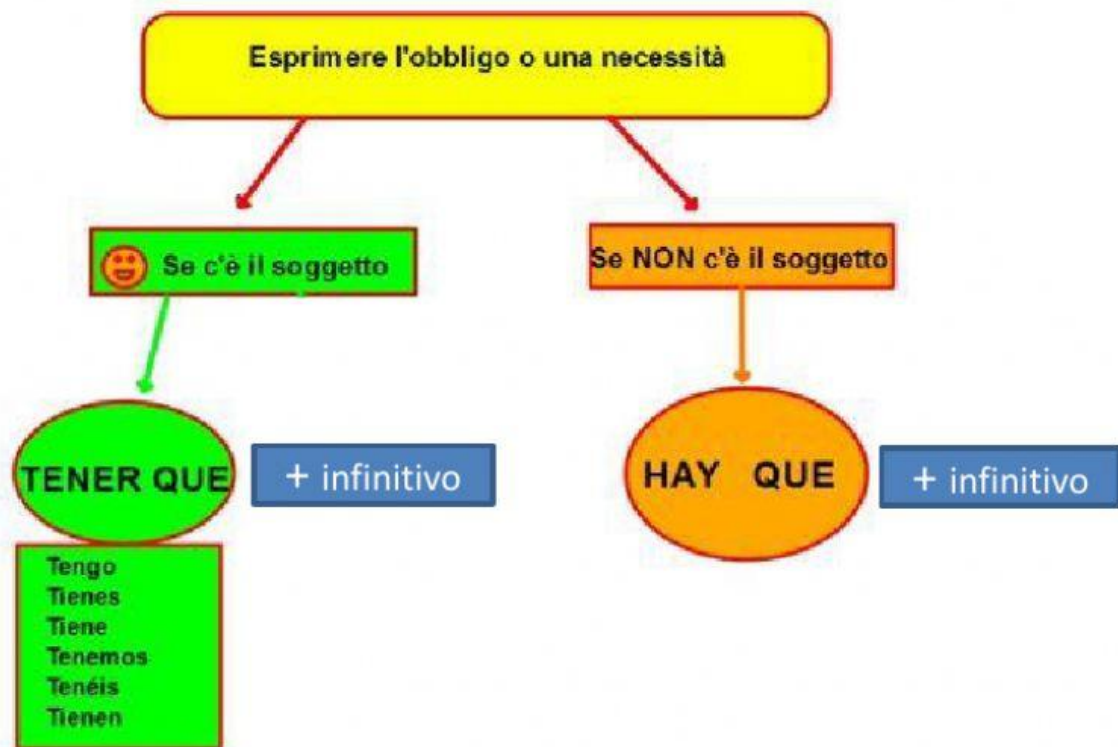 Esprimere l'obbligo o una necessità
Se c'è il soggetto
Se NON c'è il soggetto
TENER QUE
+ infinitivo
HAY QUE
+ infinitivo
Tengo
Tienes
Tiene
Tenemos
Tenéis
Tienen